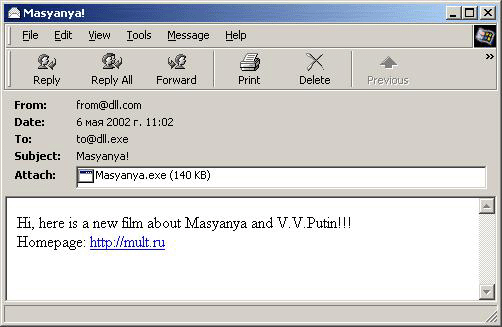 Masyanya!
File Edit View Tools Message Help
Reply Reply All Forward Print Delete Previous »
From: from@dll.com
Date: 6 мая 2002 г. 11:02
To: to@dll.exe
Subject: Masyanya!
Attach: Masyanya.exe (140 KB)
Hi, here is a new film about Masyanya and V.V.Putin!!!
Homepage: http://mult.ru